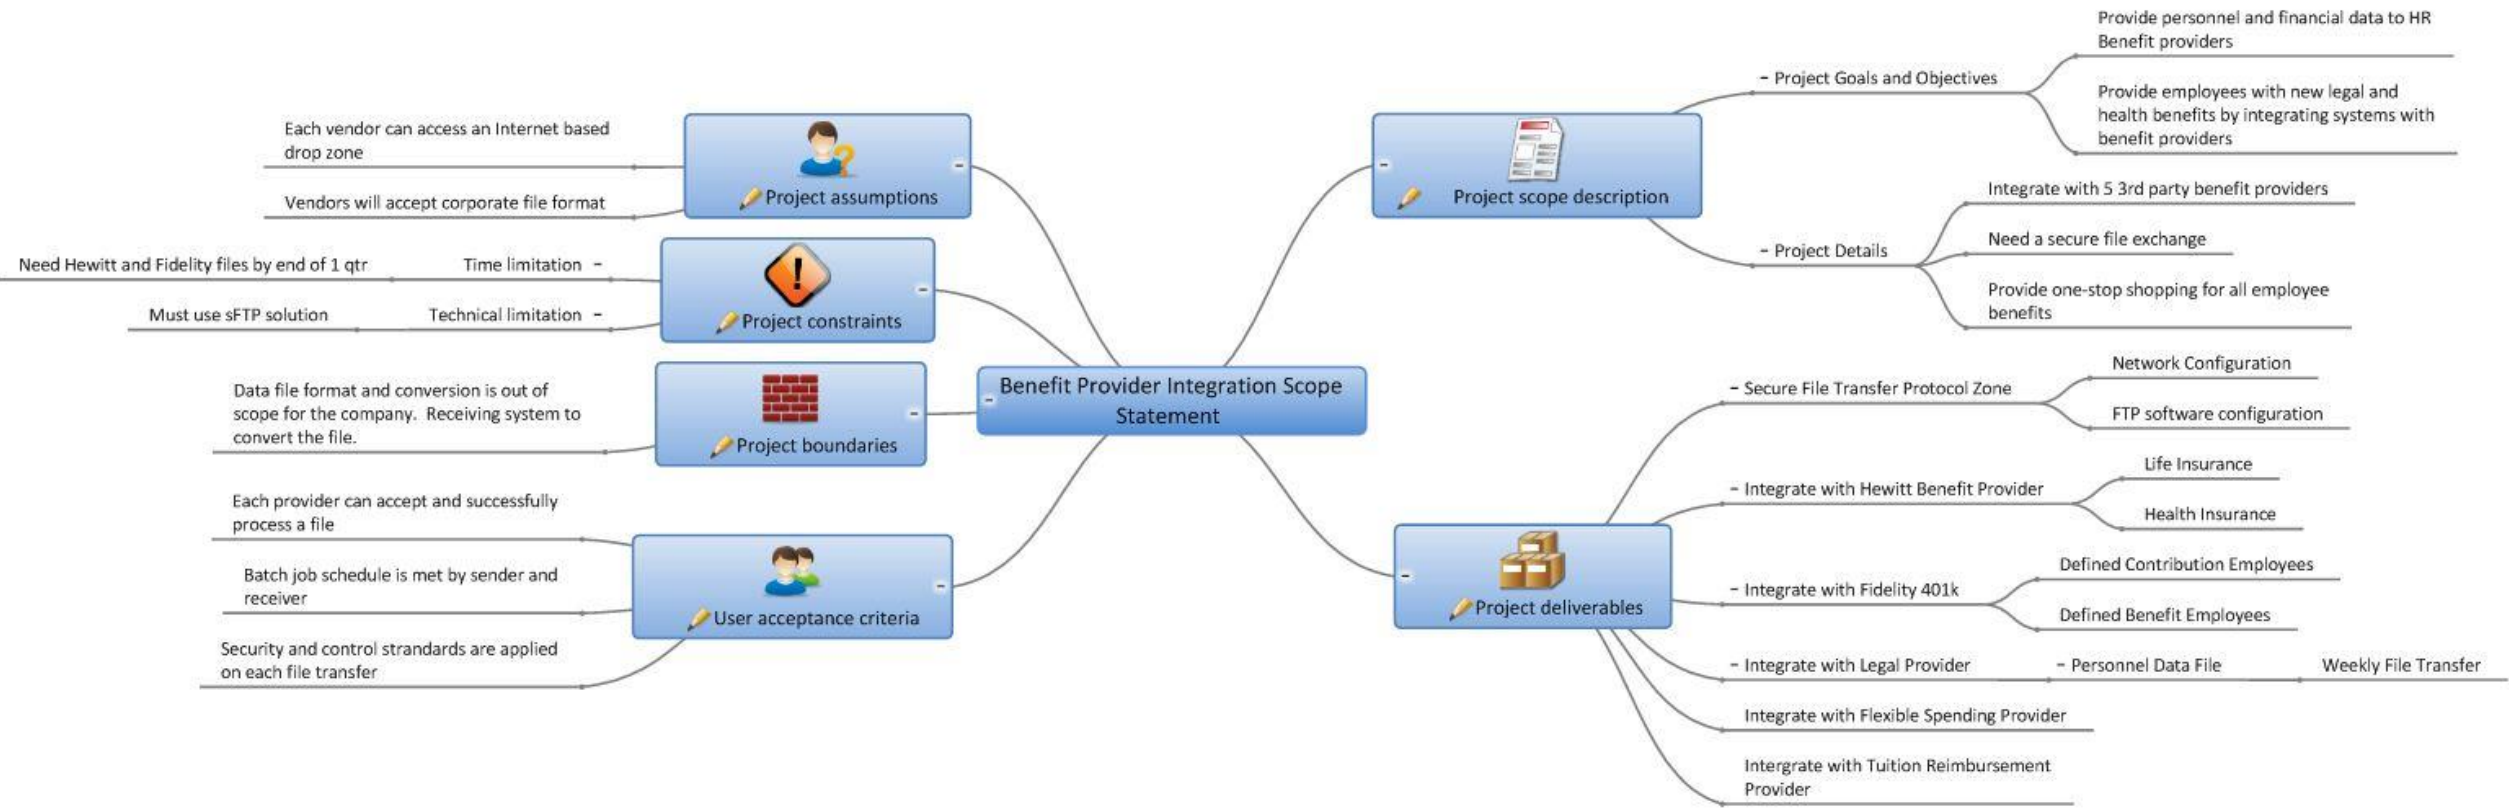 Benefit Provider Integration Scope
Statement
Project assumptions
Each vendor can access an Internet based
drop zone
Vendors will accept corporate file format
Project constraints
Time limitation
Need Hewitt and Fidelity files by end of 1 qtr
Technical limitation
Must use sFTP solution
Project boundaries
Data file format and conversion is out of
scope for the company.  Receiving system to
convert the file.
User acceptance criteria
Each provider can accept and successfully
process a file
Batch job schedule is met by sender and
receiver
Security and control strandards are applied
on each file transfer
Project scope description
Project Goals and Objectives
Provide personnel and financial data to HR
Benefit providers
Provide employees with new legal and
health benefits by integrating systems with
benefit providers
Project Details
Integrate with 5 3rd party benefit providers
Need a secure file exchange
Provide one-stop shopping for all employee
benefits
Project deliverables
Secure File Transfer Protocol Zone
Network Configuration
FTP software configuration
Integrate with Hewitt Benefit Provider
Life Insurance
Health Insurance
Integrate with Fidelity 401k
Defined Contribution Employees
Defined Benefit Employees
Integrate with Legal Provider
Personnel Data File
Weekly File Transfer
Integrate with Flexible Spending Provider
Intergrate with Tuition Reimbursement
Provider